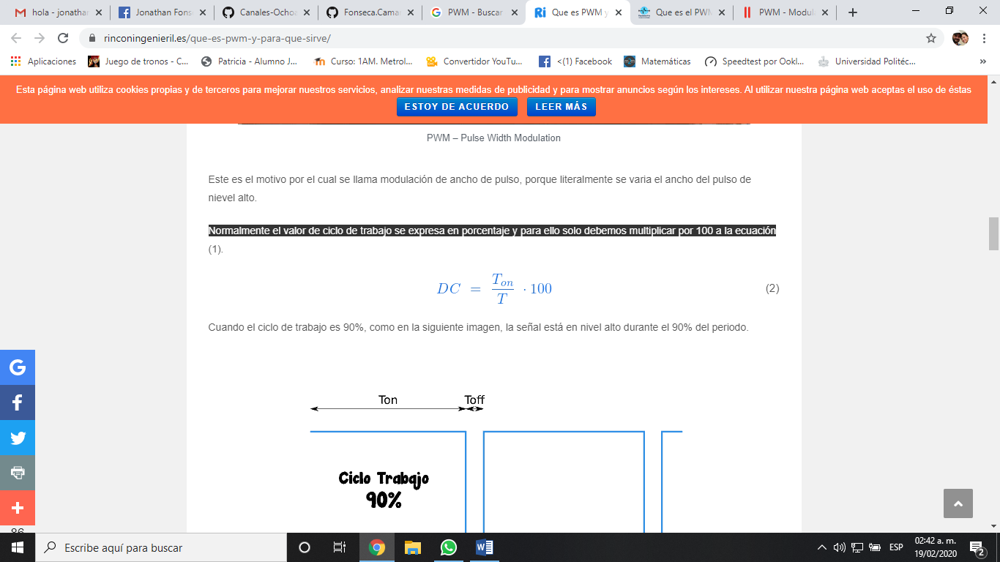 hola - jonathan
Jonathan Fons
Canales-Ochoa
Fonseca.Camar
PWM - Buscar
Que es PWM y
Que es el PWM
PWM - Modula
rinconingenieril.es/que-es-pwm-y-para-que-sirve/
Aplicaciones
Juego de tronos - C...
Patricia - Alumno J...
Curso: 1AM. Metrol...
Convertidor YouTu...
<(1) Facebook
Matemáticas
Speedtest por Ookl...
Universidad Politéc...
»
Esta página web utiliza cookies propias y de terceros para mejorar nuestros servicios, analizar nuestras medidas de publicidad y para mostrar anuncios según los intereses. Al utilizar nuestra página web aceptas el uso de éstas
ESTOY DE ACUERDO
LEER MÁS
PWM – Pulse Width Modulation
Este es el motivo por el cual se llama modulación de ancho de pulso, porque literalmente se varia el ancho del pulso de
nievel alto.
Normalmente el valor de ciclo de trabajo se expresa en porcentaje y para ello solo debemos multiplicar por 100 a la ecuación
(1).
DC = Ton / T · 100 (2)
Cuando el ciclo de trabajo es 90%, como en la siguiente imagen, la señal está en nivel alto durante el 90% del periodo.
Ton Toff
Ciclo Trabajo
90%
86
Escribe aquí para buscar
ESP
02:42 a. m.
19/02/2020
2